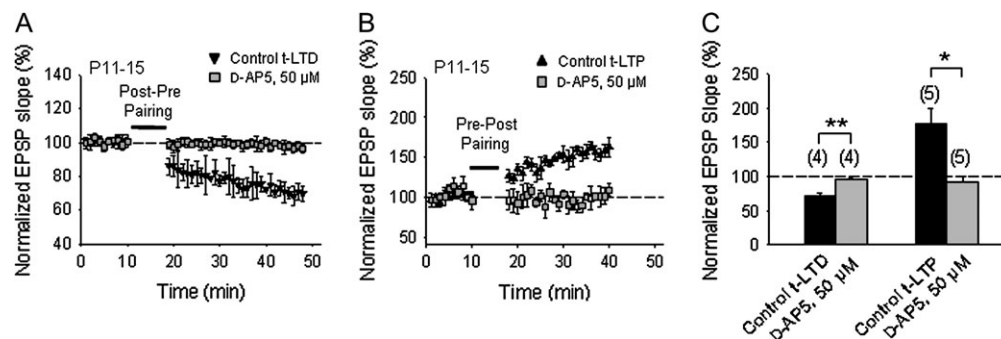 A
Normalized EPSP slope (%)
140
120
100
80
60
40
P11-15
Post-Pre
Pairing
Control t-LTD
D-AP5, 50 µM
0 10 20 30 40 50
Time (min)
B
Normalized EPSP slope (%)
250
200
150
100
50
P11-15
Pre-Post
Pairing
Control t-LTP
D-AP5, 50 µM
0 10 20 30 40 50
Time (min)
C
Normalized EPSP Slope (%)
250
200
150
100
50
0
**
(4) (4)
*
(5)
(5)
Control t-LTD
D-AP5, 50 µM
Control t-LTP
D-AP5, 50 µM